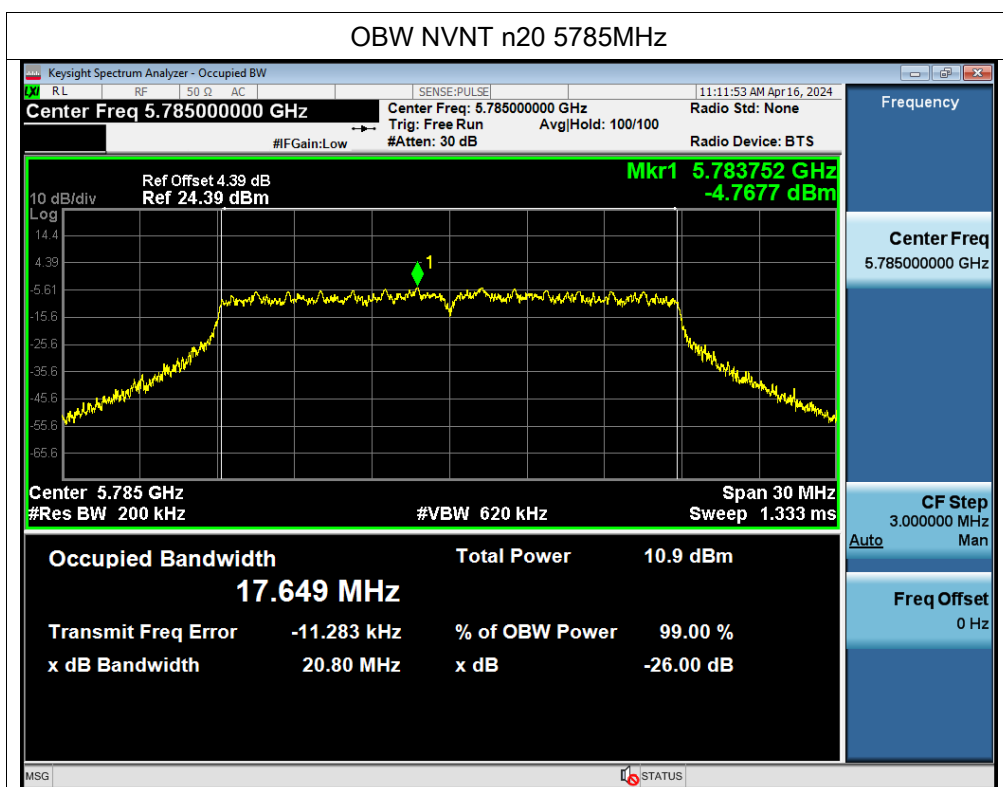 OBW NVNT n20 5785MHz
Keysight Spectrum Analyzer - Occupied BW
LXI RL RF 50 Ω AC SENSE:PULSE 11:11:53 AM Apr 16, 2024
Center Freq 5.785000000 GHz
Center Freq: 5.785000000 GHz
Radio Std: None
Trig: Free Run Avg|Hold: 100/100
#IFGain:Low #Atten: 30 dB Radio Device: BTS
Frequency
Mkr1 5.783752 GHz
-4.7677 dBm
Ref Offset 4.39 dB
10 dB/div Ref 24.39 dBm
Log
14.4
4.39
1
-5.61
-15.6
-25.6
-35.6
-45.6
-55.6
-65.6
Center 5.785 GHz Span 30 MHz
#Res BW 200 kHz #VBW 620 kHz Sweep 1.333 ms
Occupied Bandwidth Total Power 10.9 dBm
17.649 MHz
Transmit Freq Error -11.283 kHz % of OBW Power 99.00 %
x dB Bandwidth 20.80 MHz x dB -26.00 dB
Center Freq
5.785000000 GHz
CF Step
3.000000 MHz
Auto Man
Freq Offset
0 Hz
MSG STATUS